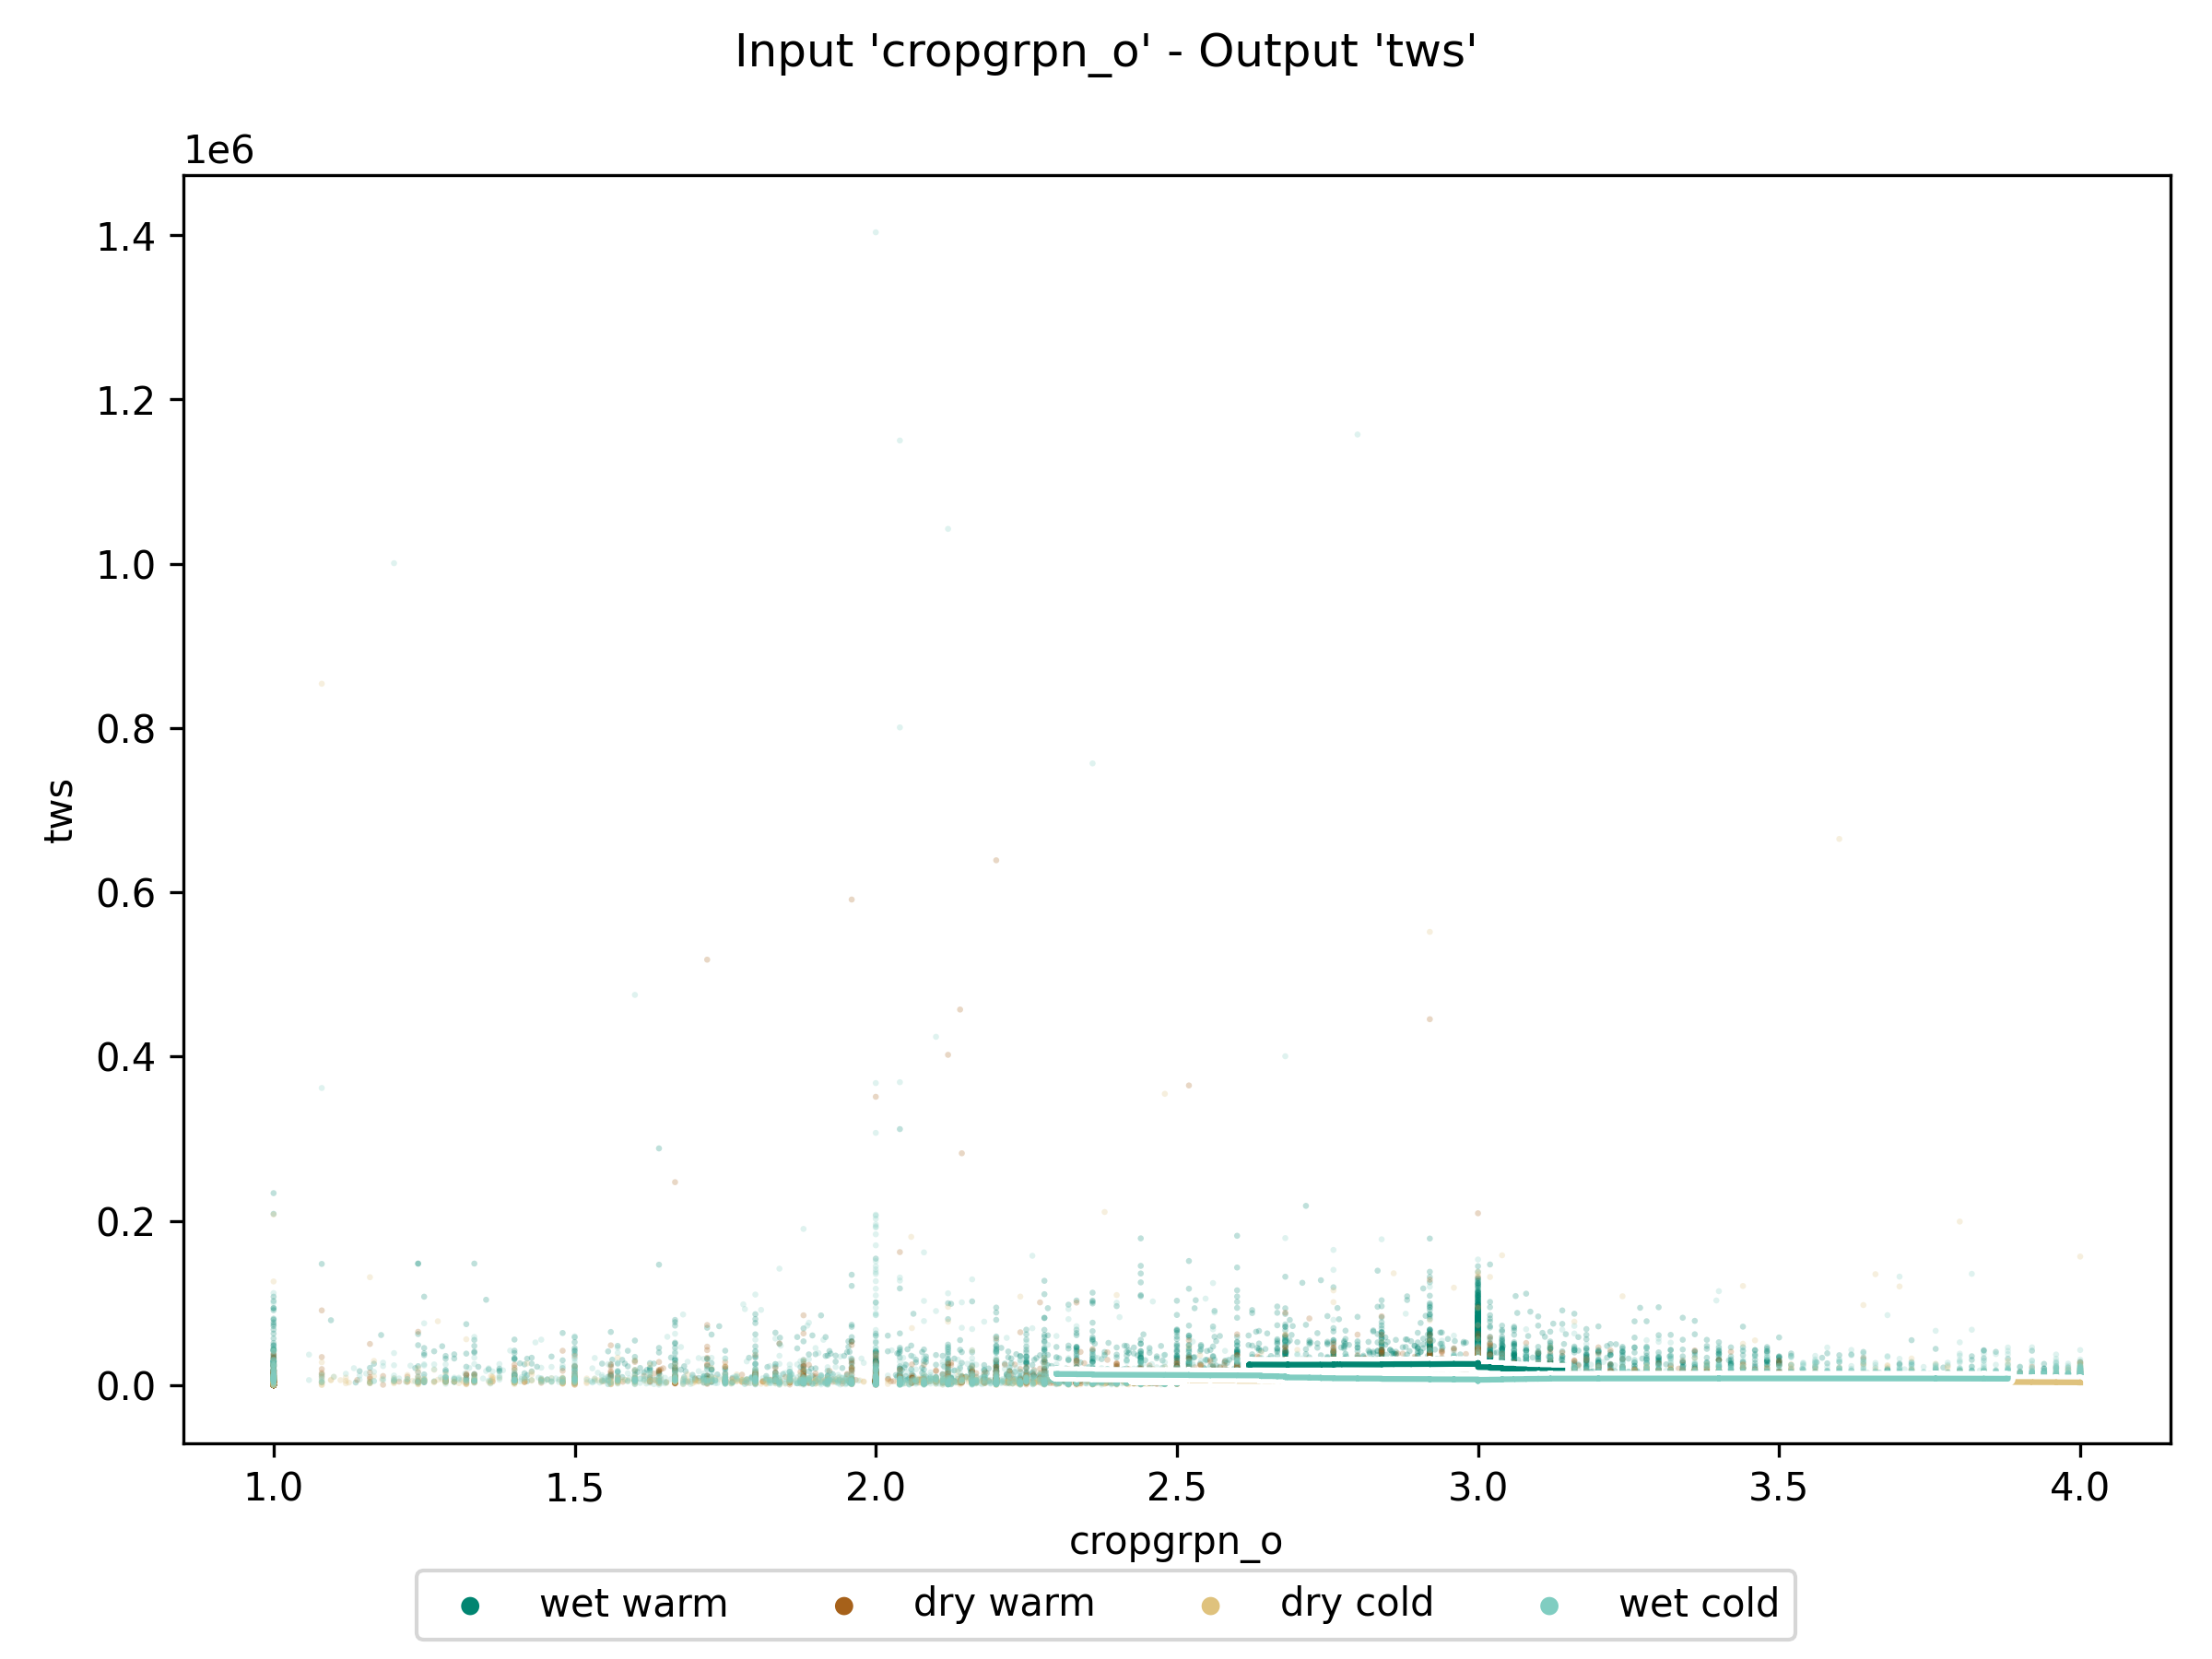 Input 'cropgrpn_o' - Output 'tws'
1e6
1.4
1.2
1.0
0.8
0.6
0.4
0.2
0.0
tws
1.0 1.5 2.0 2.5 3.0 3.5 4.0
cropgrpn_o
wet warm dry warm dry cold wet cold